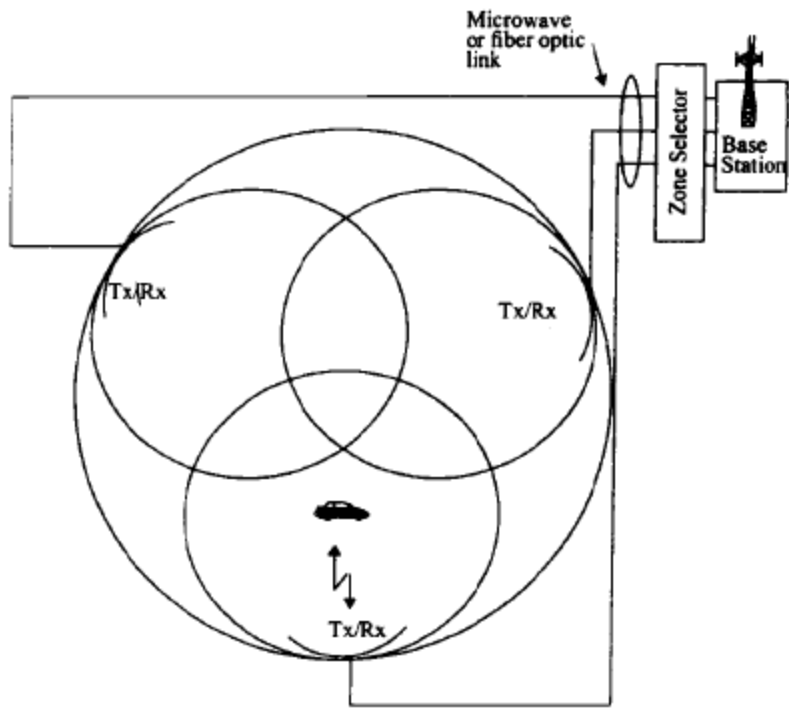 Microwave
or fiber optic
link
Zone Selector
Base
Station
Tx/Rx
Tx/Rx
Tx/Rx